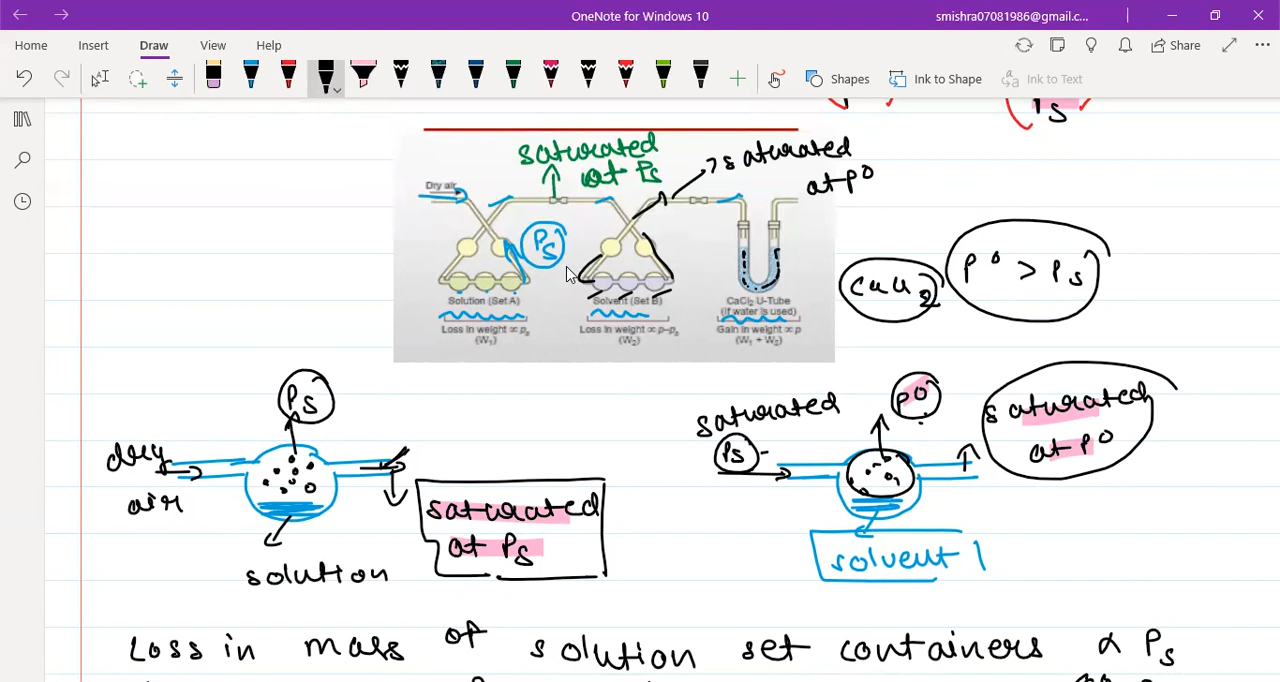 OneNote for Windows 10
smishra07081986@gmail.c...
Home Insert Draw View Help
Share
Shapes Ink to Shape Ink to Text
Ps
saturated
at Ps
saturated
at p°
Dry air
Ps
CaCl2
p° > Ps
Solution (Set A)
Loss in weight ∝ ps
(W1)
Solvent (Set B)
Loss in weight ∝ p–ps
(W2)
CaCl2 U-Tube
(If water is used)
Gain in weight ∝ p
(W1 + W2)
Ps
dry
air
solution
saturated
at Ps
saturated
Ps
p°
saturated
at p°
solvent
Loss in mass of solution set containers ∝ Ps